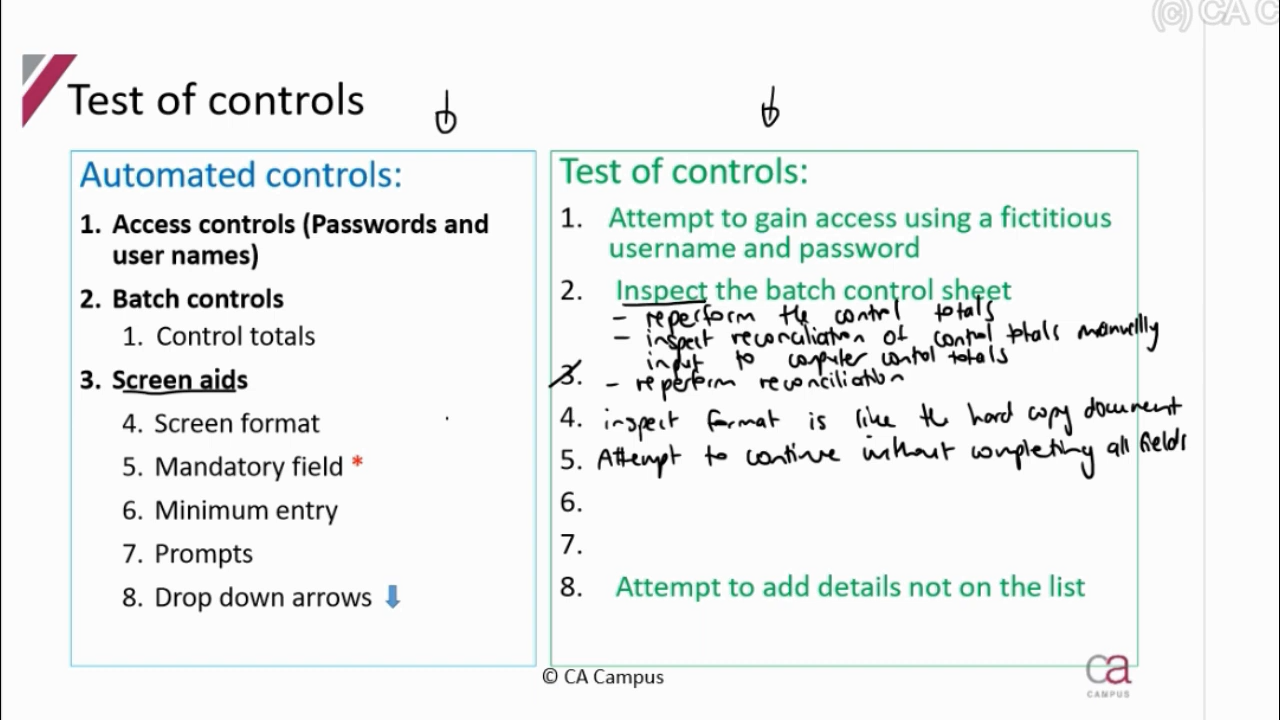 (c) CA C
Test of controls
Automated controls:
1. Access controls (Passwords and
user names)
2. Batch controls
1. Control totals
3. Screen aids
4. Screen format
5. Mandatory field *
6. Minimum entry
7. Prompts
8. Drop down arrows
Test of controls:
1. Attempt to gain access using a fictitious
username and password
2. Inspect the batch control sheet
- reperform the control totals
- inspect reconciliation of control totals manually
input to computer control totals
3. - reperform reconciliation
4. inspect format is like the hard copy document
5. Attempt to continue without completing all fields
6.
7.
8. Attempt to add details not on the list
© CA Campus
ca
CAMPUS